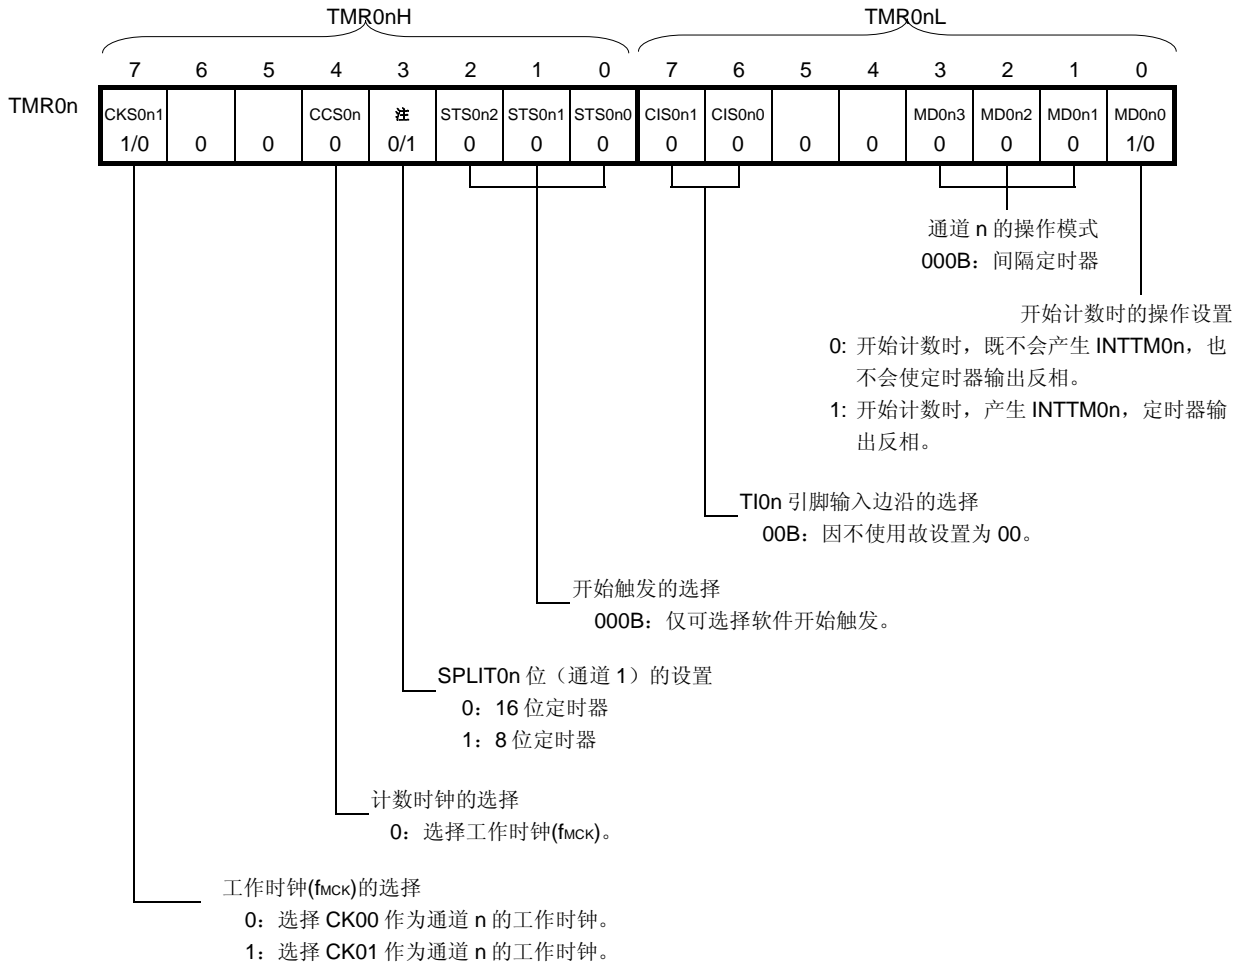 TMR0nH TMR0nL
7 6 5 4 3 2 1 0 7 6 5 4 3 2 1 0
TMR0n CKS0n1 CCS0n 注 STS0n2 STS0n1 STS0n0 CIS0n1 CIS0n0 MD0n3 MD0n2 MD0n1 MD0n0
1/0 0 0 0 0/1 0 0 0 0 0 0 0 0 0 0 1/0
通道 n 的操作模式
000B：间隔定时器
开始计数时的操作设置
0: 开始计数时，既不会产生 INTTM0n，也
不会使定时器输出反相。
1: 开始计数时，产生 INTTM0n，定时器输
出反相。
TI0n 引脚输入边沿的选择
00B：因不使用故设置为 00。
开始触发的选择
000B：仅可选择软件开始触发。
SPLIT0n 位（通道 1）的设置
0：16 位定时器
1：8 位定时器
计数时钟的选择
0：选择工作时钟(fMCK)。
工作时钟(fMCK)的选择
0：选择 CK00 作为通道 n 的工作时钟。
1：选择 CK01 作为通道 n 的工作时钟。